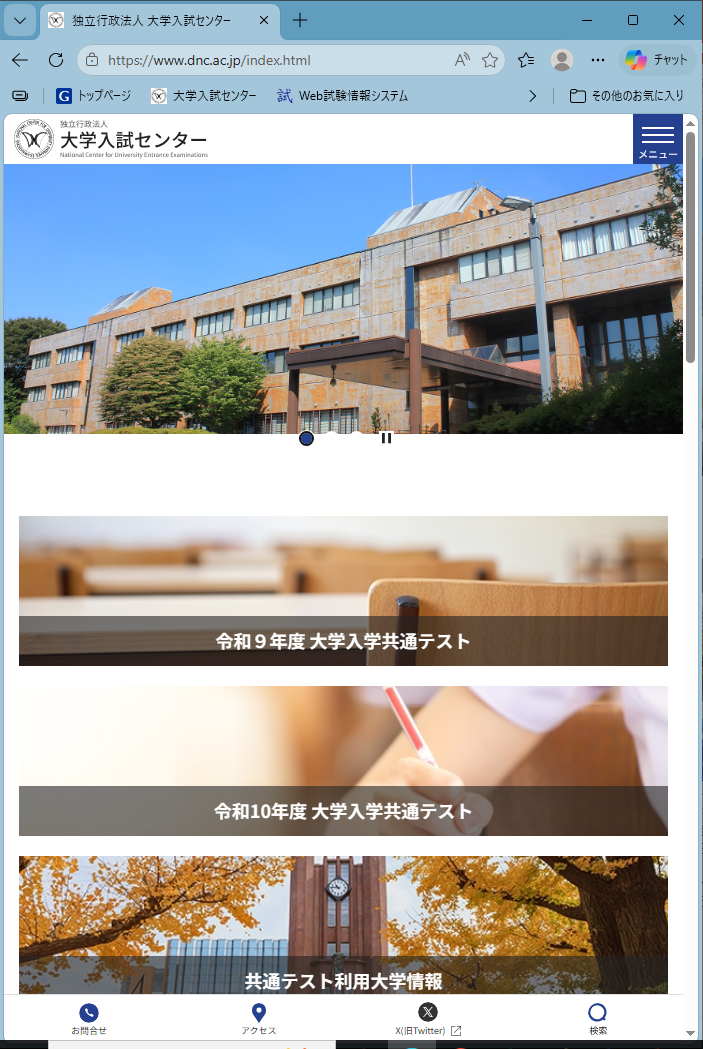 独立行政法人 大学入試センター
https://www.dnc.ac.jp/index.html
チャット
G トップページ
大学入試センター
試 Web試験情報システム
その他のお気に入り
独立行政法人
大学入試センター
National Center for University Entrance Examinations
メニュー
令和９年度 大学入学共通テスト
令和10年度 大学入学共通テスト
共通テスト利用大学情報
お問合せ
アクセス
X(旧Twitter)
検索